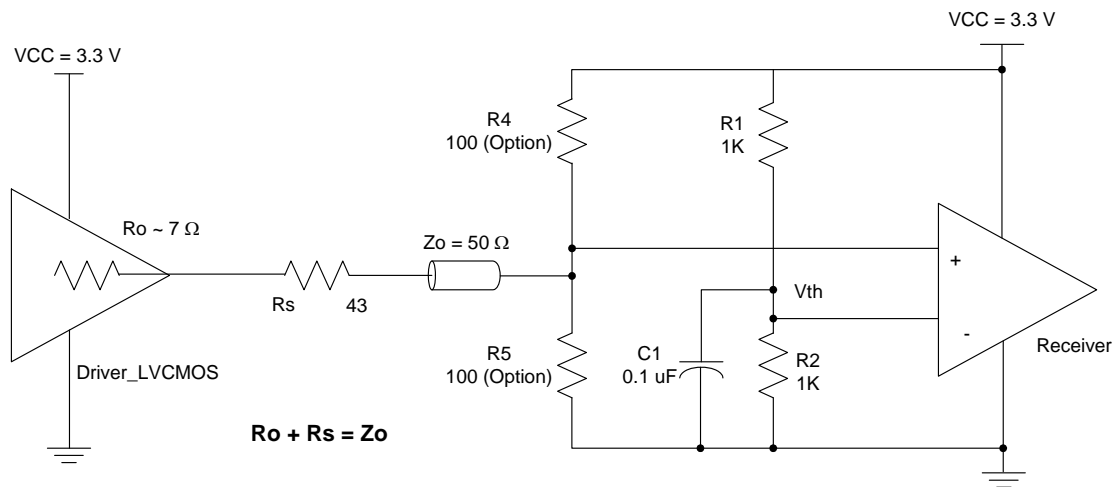 VCC = 3.3 V
VCC = 3.3 V
R4
100 (Option)
R1
1K
Ro ~ 7 Ω
Zo = 50 Ω
+
Rs
43
Vth
-
Receiver
R5
100 (Option)
C1
0.1 uF
R2
1K
Driver_LVCMOS
Ro + Rs = Zo